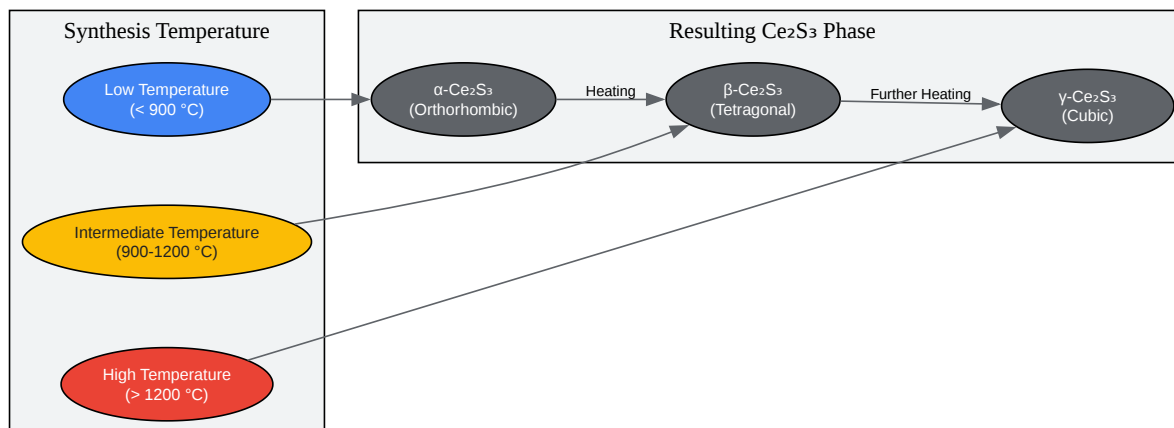 Synthesis Temperature
Low Temperature
(< 900 °C)
Intermediate Temperature
(900-1200 °C)
High Temperature
(> 1200 °C)
Resulting Ce₂S₃ Phase
α-Ce₂S₃
(Orthorhombic)
Heating
β-Ce₂S₃
(Tetragonal)
Further Heating
γ-Ce₂S₃
(Cubic)